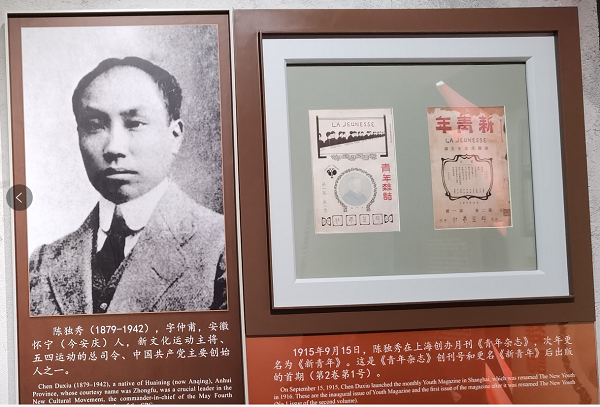 陈独秀（1879-1942），字仲甫，安徽
怀宁（今安庆）人，新文化运动主将、
五四运动的总司令、中国共产党主要创始
人之一。
Chen Duxiu (1879-1942), a native of Huaining (now Anqing), Anhui
Province, whose courtesy name was Zhongfu, was a crucial leader in the
New Cultural Movement, the commander-in-chief of the May Fourth
LA JEUNESSE
青年雜誌
新青年
LA JEUNESSE
1915年9月15日，陈独秀在上海创办月刊《青年杂志》，次年更
名为《新青年》。这是《青年杂志》创刊号和更名《新青年》后出版
的首期（第2卷第1号）。
On September 15, 1915, Chen Duxiu launched the monthly Youth Magazine in Shanghai, which was renamed The New Youth
in 1916. These are the inaugural issue of Youth Magazine and the first issue of the magazine after it was renamed The New Youth
(No.1 issue of the second volume).